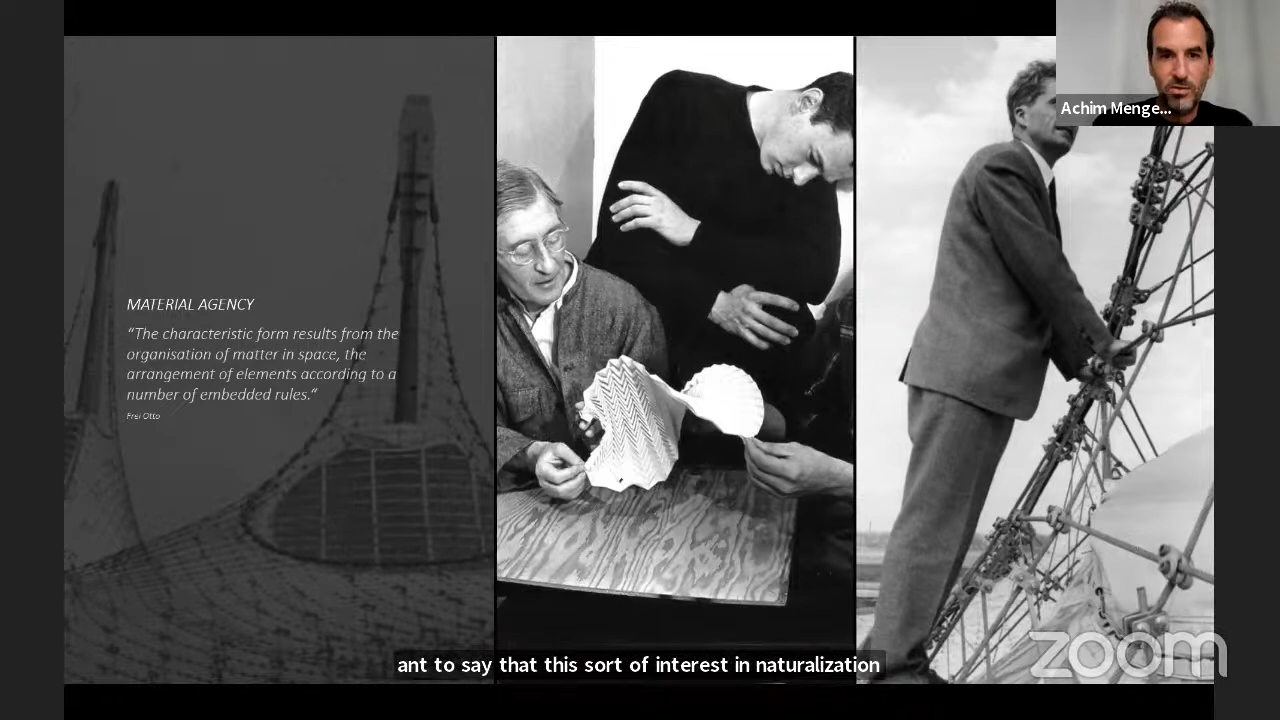 Achim Menge...
MATERIAL AGENCY
“The characteristic form results from the
organisation of matter in space, the
arrangement of elements according to a
number of embedded rules.“
Frei Otto
ant to say that this sort of interest in naturalization
zoom